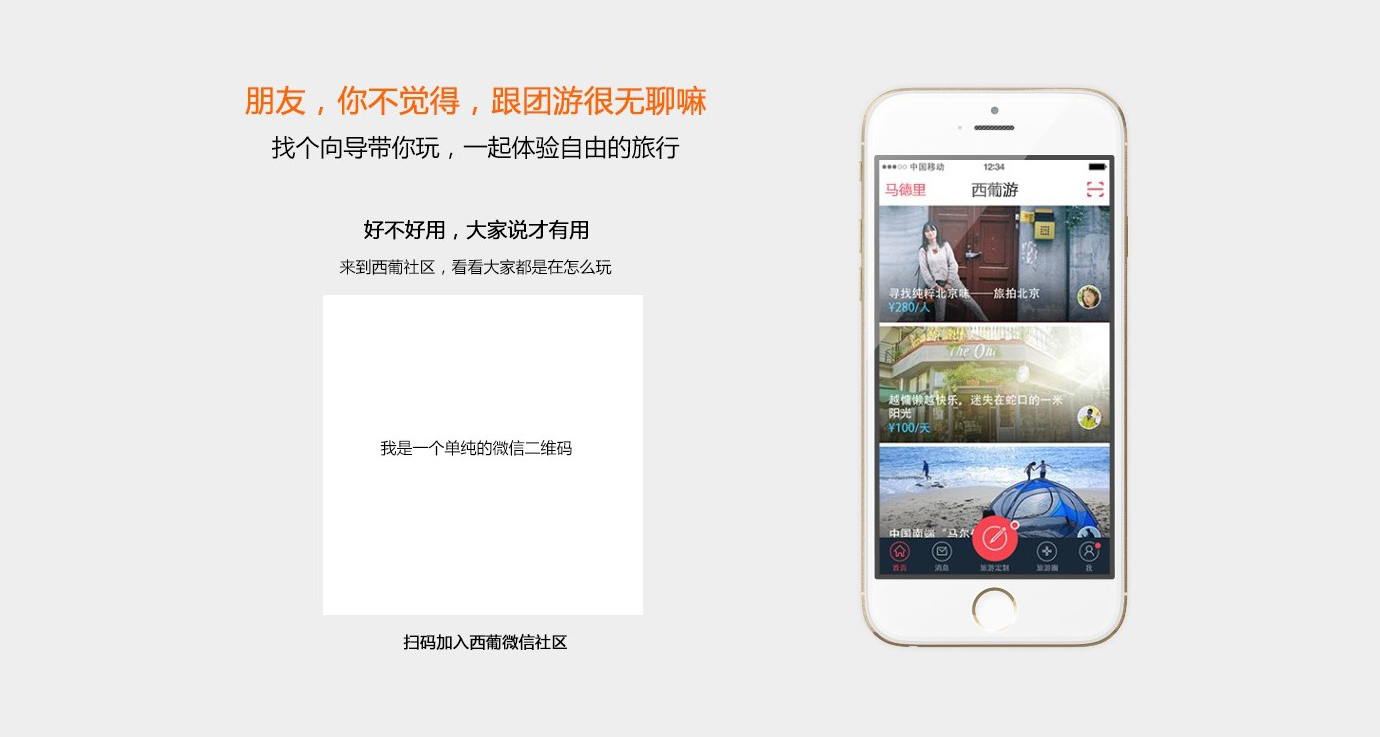 朋友，你不觉得，跟团游很无聊嘛
找个向导带你玩，一起体验自由的旅行
好不好用，大家说才有用
来到西葡社区，看看大家都是在怎么玩
我是一个单纯的微信二维码
扫码加入西葡微信社区
中国移动
12:34
马德里
西葡游
寻找纯粹北京味——旅拍北京
¥280/人
The One
越慵懒越快乐，迷失在蛇口的一米
阳光
¥100/天
中国南端“马尔
首页
消息
旅游定制
旅游圈
我